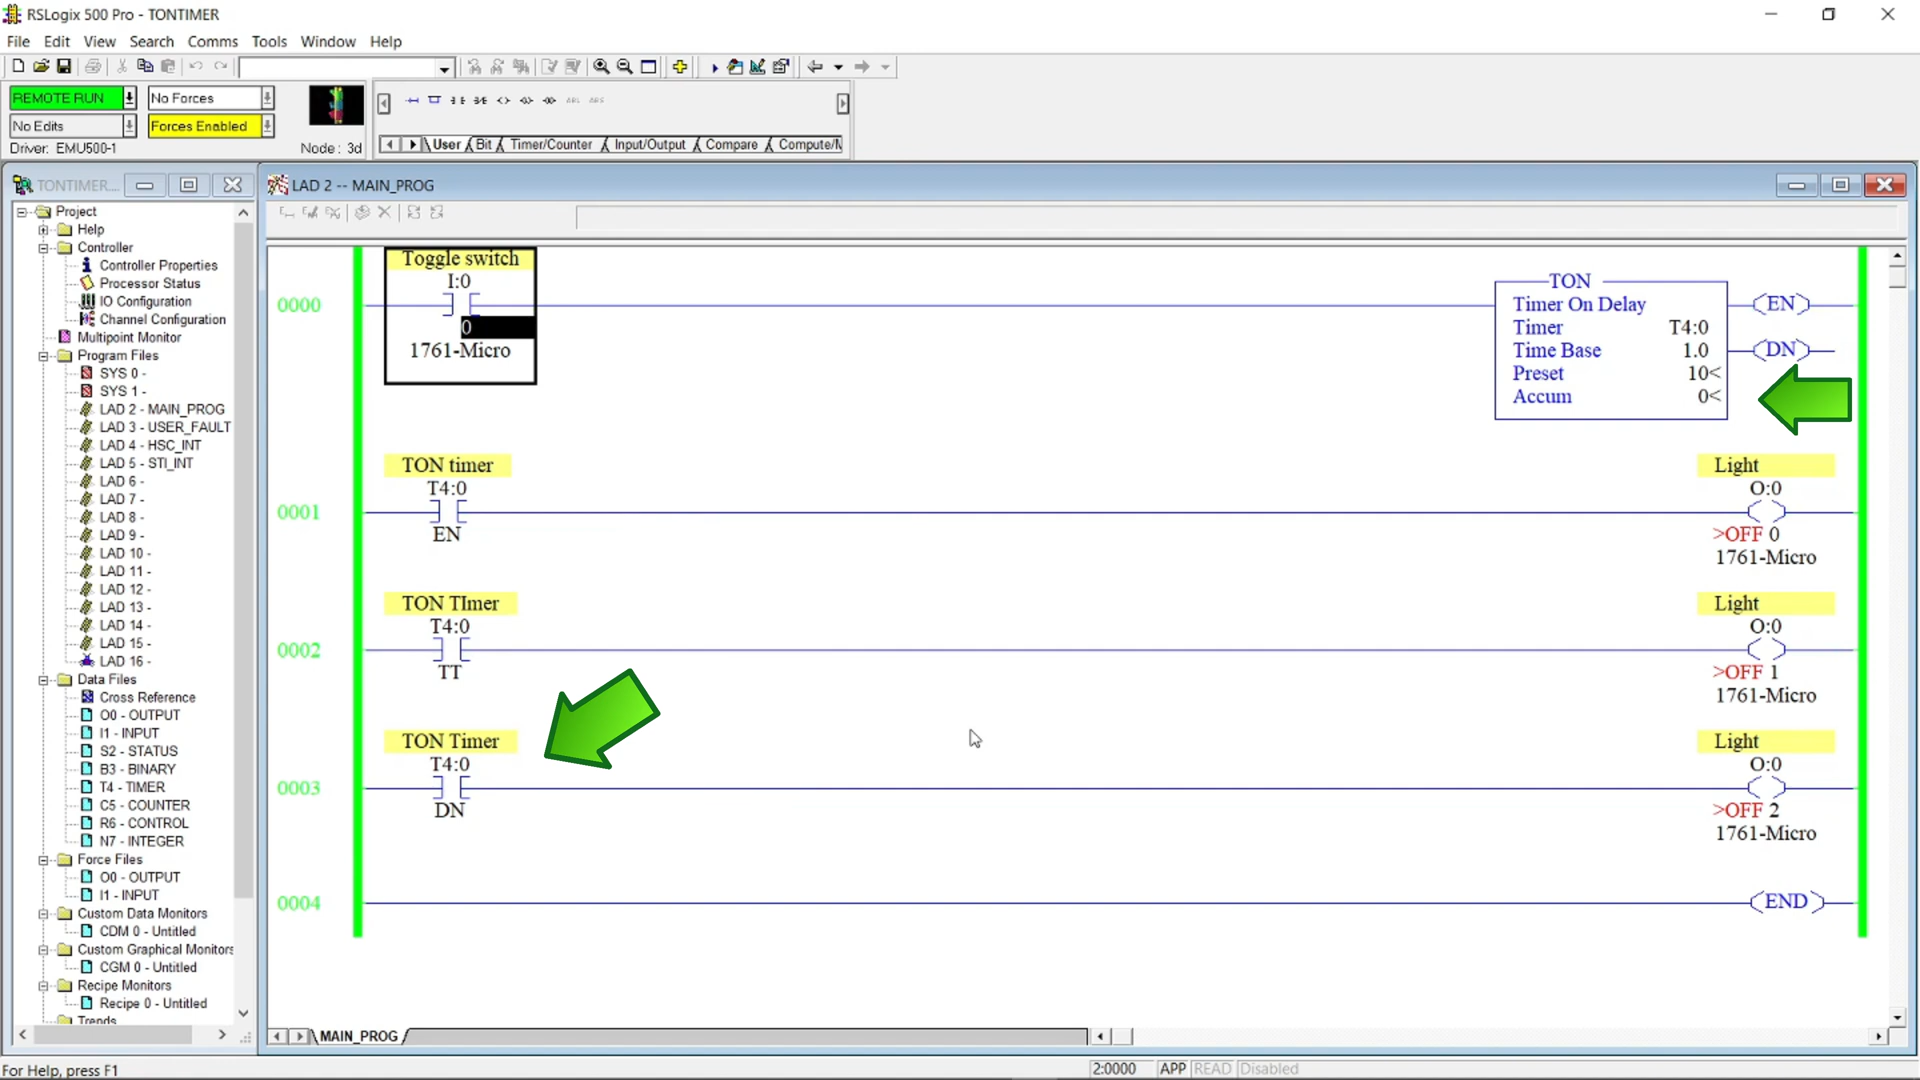 RSLogix 500 Pro - TONTIMER
File Edit View Search Comms Tools Window Help
REMOTE RUN No Forces
No Edits Forces Enabled
Driver: EMU500-1 Node : 3d
User Bit Timer/Counter Input/Output Compare Compute/M
TONTIMER...
LAD 2 -- MAIN_PROG
Project
Help
Controller
Controller Properties
Processor Status
IO Configuration
Channel Configuration
Multipoint Monitor
Program Files
SYS 0 -
SYS 1 -
LAD 2 - MAIN_PROG
LAD 3 - USER_FAULT
LAD 4 - HSC_INT
LAD 5 - STI_INT
LAD 6 -
LAD 7 -
LAD 8 -
LAD 9 -
LAD 10 -
LAD 11 -
LAD 12 -
LAD 13 -
LAD 14 -
LAD 15 -
LAD 16 -
Data Files
Cross Reference
O0 - OUTPUT
I1 - INPUT
S2 - STATUS
B3 - BINARY
T4 - TIMER
C5 - COUNTER
R6 - CONTROL
N7 - INTEGER
Force Files
O0 - OUTPUT
I1 - INPUT
Custom Data Monitors
CDM 0 - Untitled
Custom Graphical Monitors
CGM 0 - Untitled
Recipe Monitors
Recipe 0 - Untitled
Trends
Toggle switch
I:0
0000
0
1761-Micro
TON
Timer On Delay EN
Timer T4:0
Time Base 1.0 DN
Preset 10<
Accum 0<
TON timer
T4:0
0001
EN
Light
O:0
>OFF 0
1761-Micro
TON TImer
T4:0
0002
TT
Light
O:0
>OFF 1
1761-Micro
TON Timer
T4:0
0003
DN
Light
O:0
>OFF 2
1761-Micro
0004 END
MAIN_PROG
For Help, press F1 2:0000 APP READ Disabled